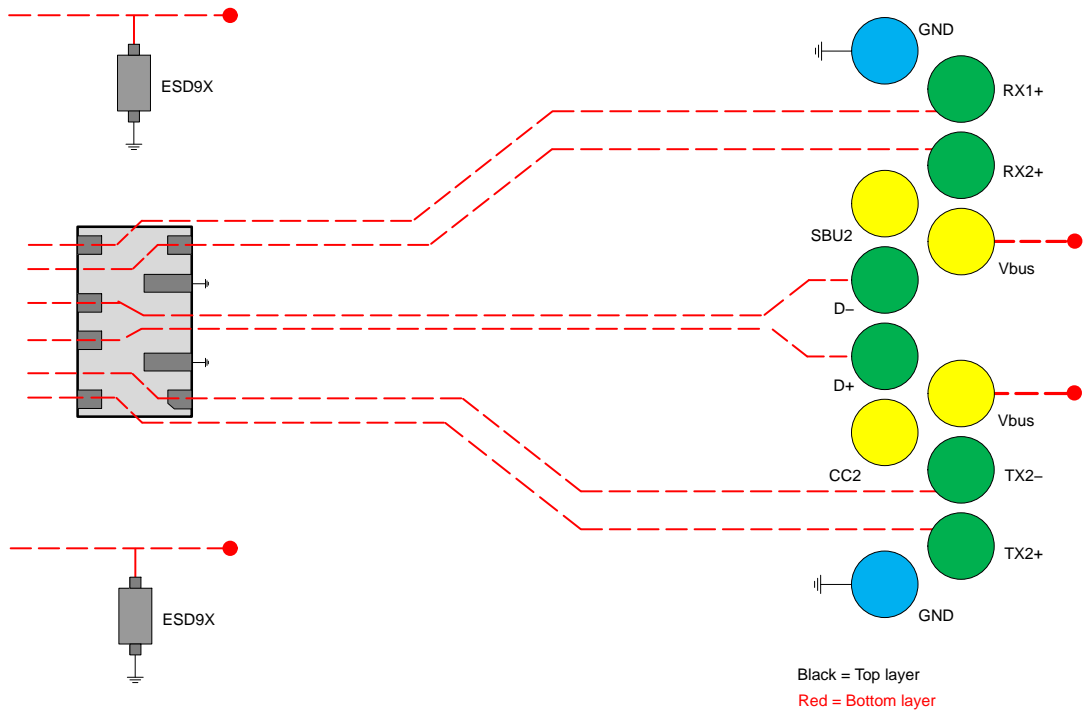 GND
ESD9X
RX1+
RX2+
SBU2
Vbus
D–
D+
Vbus
CC2
TX2–
TX2+
ESD9X
GND
Black = Top layer
Red = Bottom layer